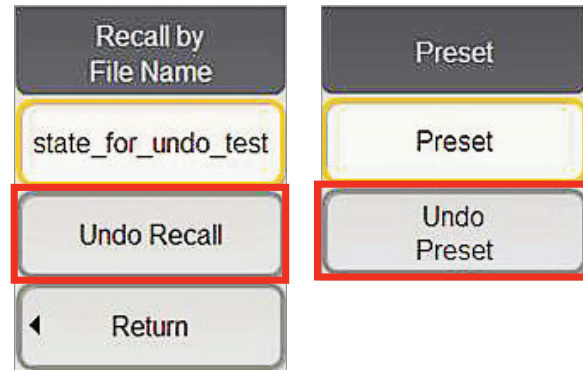 Recall by
File Name
state_for_undo_test
Undo Recall
Return
Preset
Preset
Undo
Preset